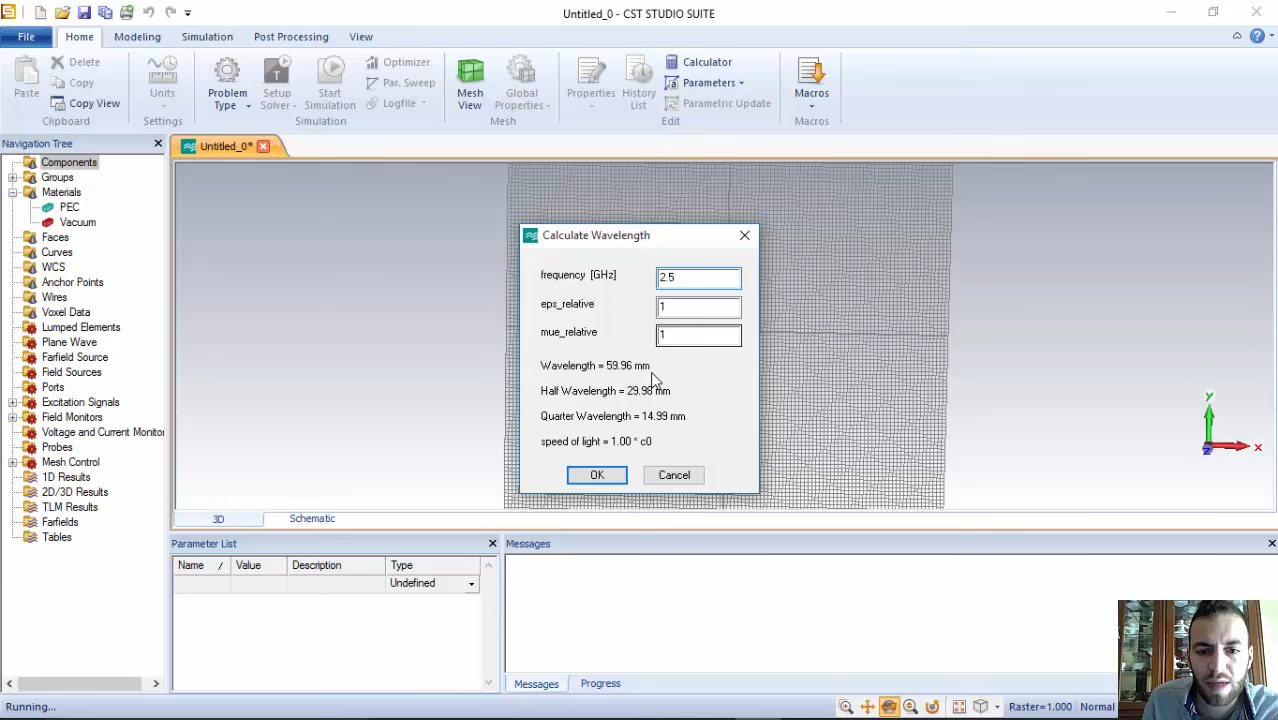 Untitled_0 - CST STUDIO SUITE
File
Home
Modeling
Simulation
Post Processing
View
Paste
Delete
Copy
Copy View
Clipboard
Units
Settings
Problem Type
Setup Solver
Start Simulation
Optimizer
Par. Sweep
Logfile
Simulation
Mesh View
Global Properties
Mesh
Properties
History List
Calculator
Parameters
Parametric Update
Edit
Macros
Macros
Navigation Tree
Components
Groups
Materials
PEC
Vacuum
Faces
Curves
WCS
Anchor Points
Wires
Voxel Data
Lumped Elements
Plane Wave
Farfield Source
Field Sources
Ports
Excitation Signals
Field Monitors
Voltage and Current Monitor
Probes
Mesh Control
1D Results
2D/3D Results
TLM Results
Farfields
Tables
Untitled_0*
Calculate Wavelength
frequency [GHz] 2.5
eps_relative 1
mue_relative 1
Wavelength = 59.96 mm
Half Wavelength = 29.98 mm
Quarter Wavelength = 14.99 mm
speed of light = 1.00 * c0
OK
Cancel
y
x
z
3D
Schematic
Parameter List
Name / Value Description Type
Undefined
Messages
Messages
Progress
Running...
Raster=1.000
Normal